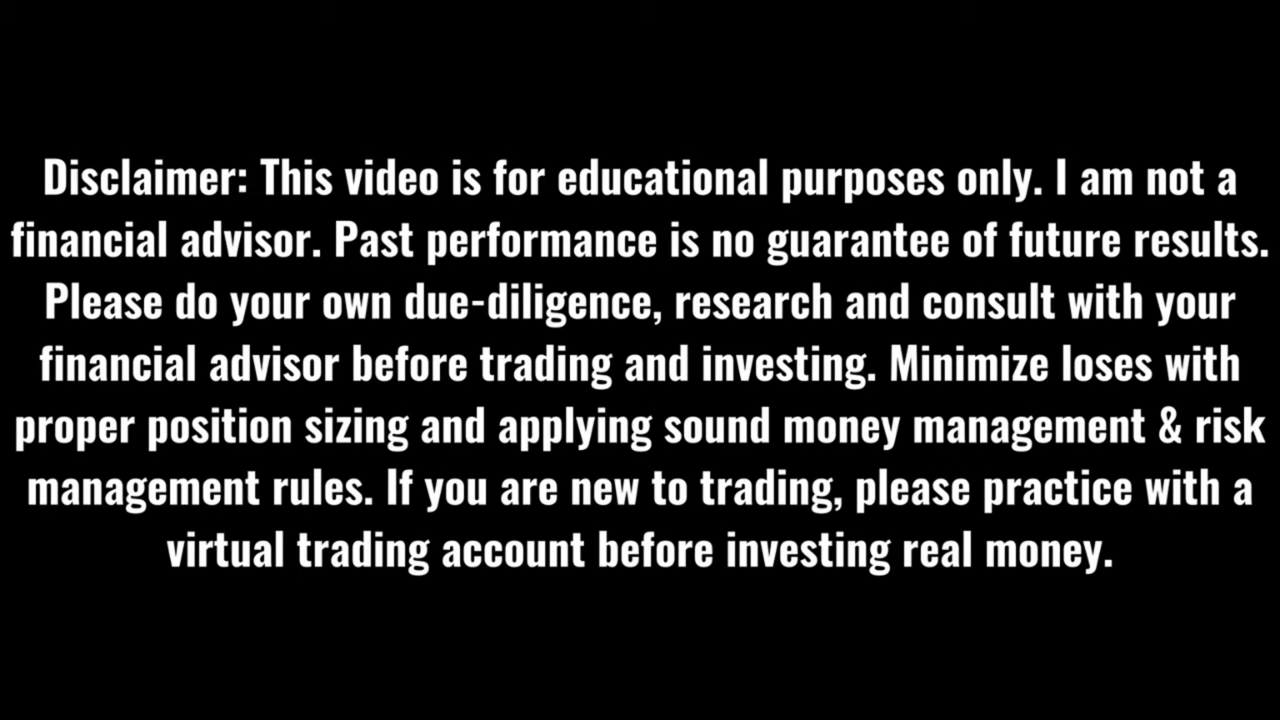 Disclaimer: This video is for educational purposes only. I am not a
financial advisor. Past performance is no guarantee of future results.
Please do your own due-diligence, research and consult with your
financial advisor before trading and investing. Minimize loses with
proper position sizing and applying sound money management & risk
management rules. If you are new to trading, please practice with a
virtual trading account before investing real money.